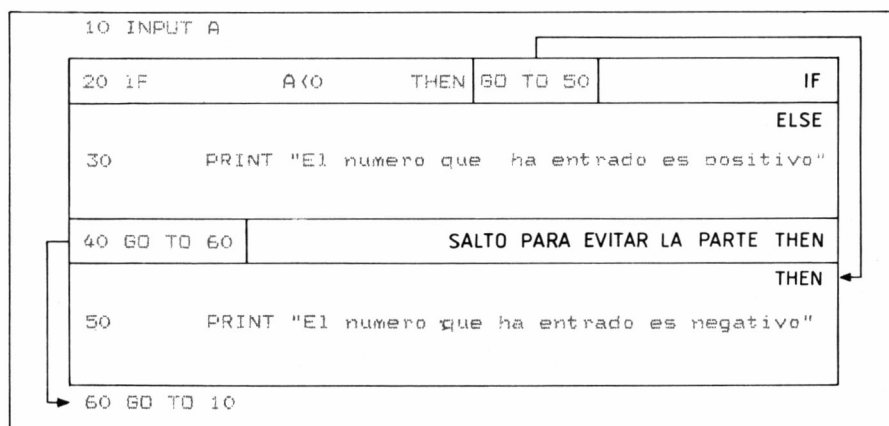 10 INPUT A
20 IF A<0 THEN GO TO 50 IF
ELSE
30 PRINT "El numero que ha entrado es positivo"
40 GO TO 60 SALTO PARA EVITAR LA PARTE THEN
THEN
50 PRINT "El numero que ha entrado es negativo"
60 GO TO 10